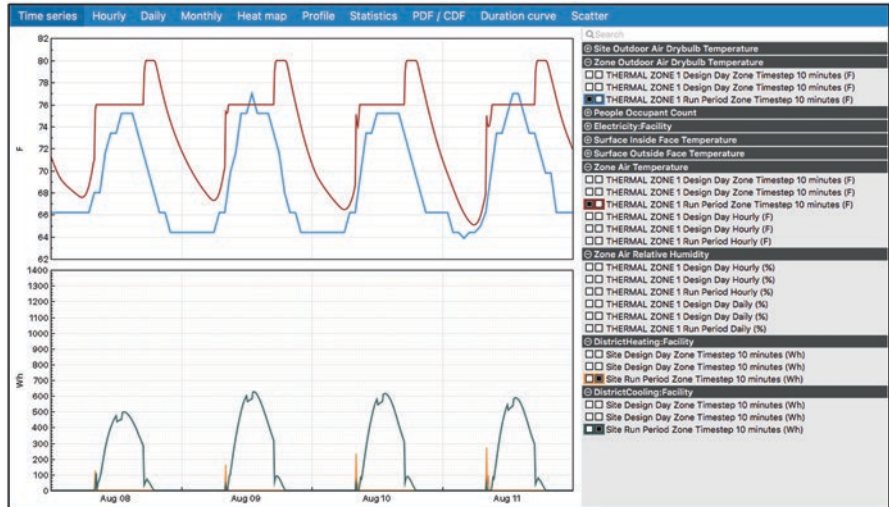 Time series Hourly Daily Monthly Heat map Profile Statistics PDF / CDF Duration curve Scatter
82
80
78
76
74
72
70
68
66
64
62
F
1400
1300
1200
1100
1000
900
800
700
600
500
400
300
200
100
0
Wh
Aug 08 Aug 09 Aug 10 Aug 11
Search
Site Outdoor Air Drybulb Temperature
Zone Outdoor Air Drybulb Temperature
THERMAL ZONE 1 Design Day Zone Timestep 10 minutes (F)
THERMAL ZONE 1 Design Day Zone Timestep 10 minutes (F)
THERMAL ZONE 1 Run Period Zone Timestep 10 minutes (F)
People Occupant Count
Electricity:Facility
Surface Inside Face Temperature
Surface Outside Face Temperature
Zone Air Temperature
THERMAL ZONE 1 Design Day Zone Timestep 10 minutes (F)
THERMAL ZONE 1 Design Day Zone Timestep 10 minutes (F)
THERMAL ZONE 1 Run Period Zone Timestep 10 minutes (F)
THERMAL ZONE 1 Design Day Hourly (F)
THERMAL ZONE 1 Design Day Hourly (F)
THERMAL ZONE 1 Run Period Hourly (F)
Zone Air Relative Humidity
THERMAL ZONE 1 Design Day Hourly (%)
THERMAL ZONE 1 Design Day Hourly (%)
THERMAL ZONE 1 Run Period Hourly (%)
THERMAL ZONE 1 Design Day Daily (%)
THERMAL ZONE 1 Design Day Daily (%)
THERMAL ZONE 1 Run Period Daily (%)
DistrictHeating:Facility
Site Design Day Zone Timestep 10 minutes (Wh)
Site Design Day Zone Timestep 10 minutes (Wh)
Site Run Period Zone Timestep 10 minutes (Wh)
DistrictCooling:Facility
Site Design Day Zone Timestep 10 minutes (Wh)
Site Design Day Zone Timestep 10 minutes (Wh)
Site Run Period Zone Timestep 10 minutes (Wh)